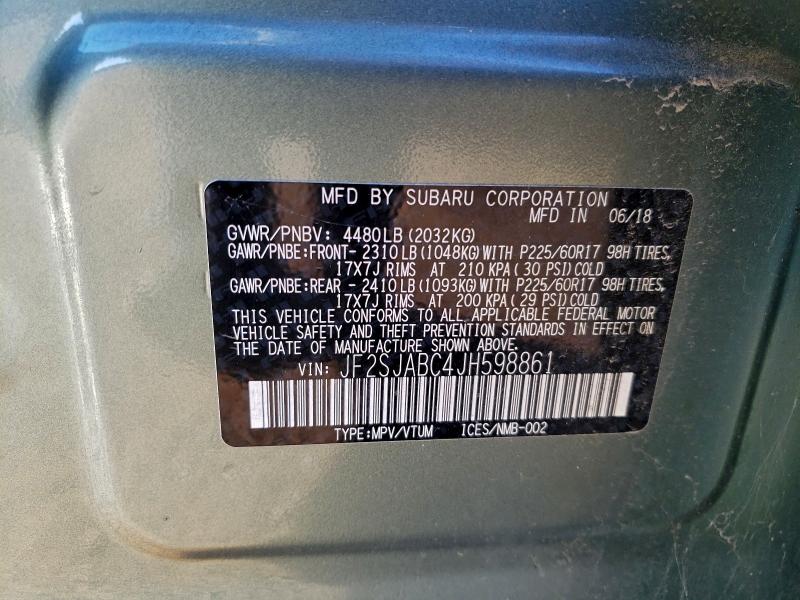 MFD BY SUBARU CORPORATION
MFD IN 06/18
GVWR/PNBV: 4480LB (2032KG)
GAWR/PNBE:FRONT- 2310 LB (1048KG) WITH P225/60R17 98H TIRES,
17X7J RIMS AT 210 KPA ( 30 PSI) COLD
GAWR/PNBE:REAR - 2410 LB (1093KG) WITH P225/60R17 98H TIRES,
17X7J RIMS AT 200 KPA ( 29 PSI) COLD
THIS VEHICLE CONFORMS TO ALL APPLICABLE FEDERAL MOTOR
VEHICLE SAFETY AND THEFT PREVENTION STANDARDS IN EFFECT ON
THE DATE OF MANUFACTURE SHOWN ABOVE.
VIN: JF2SJABC4JH598861
TYPE:MPV/VTUM ICES/NMB-002